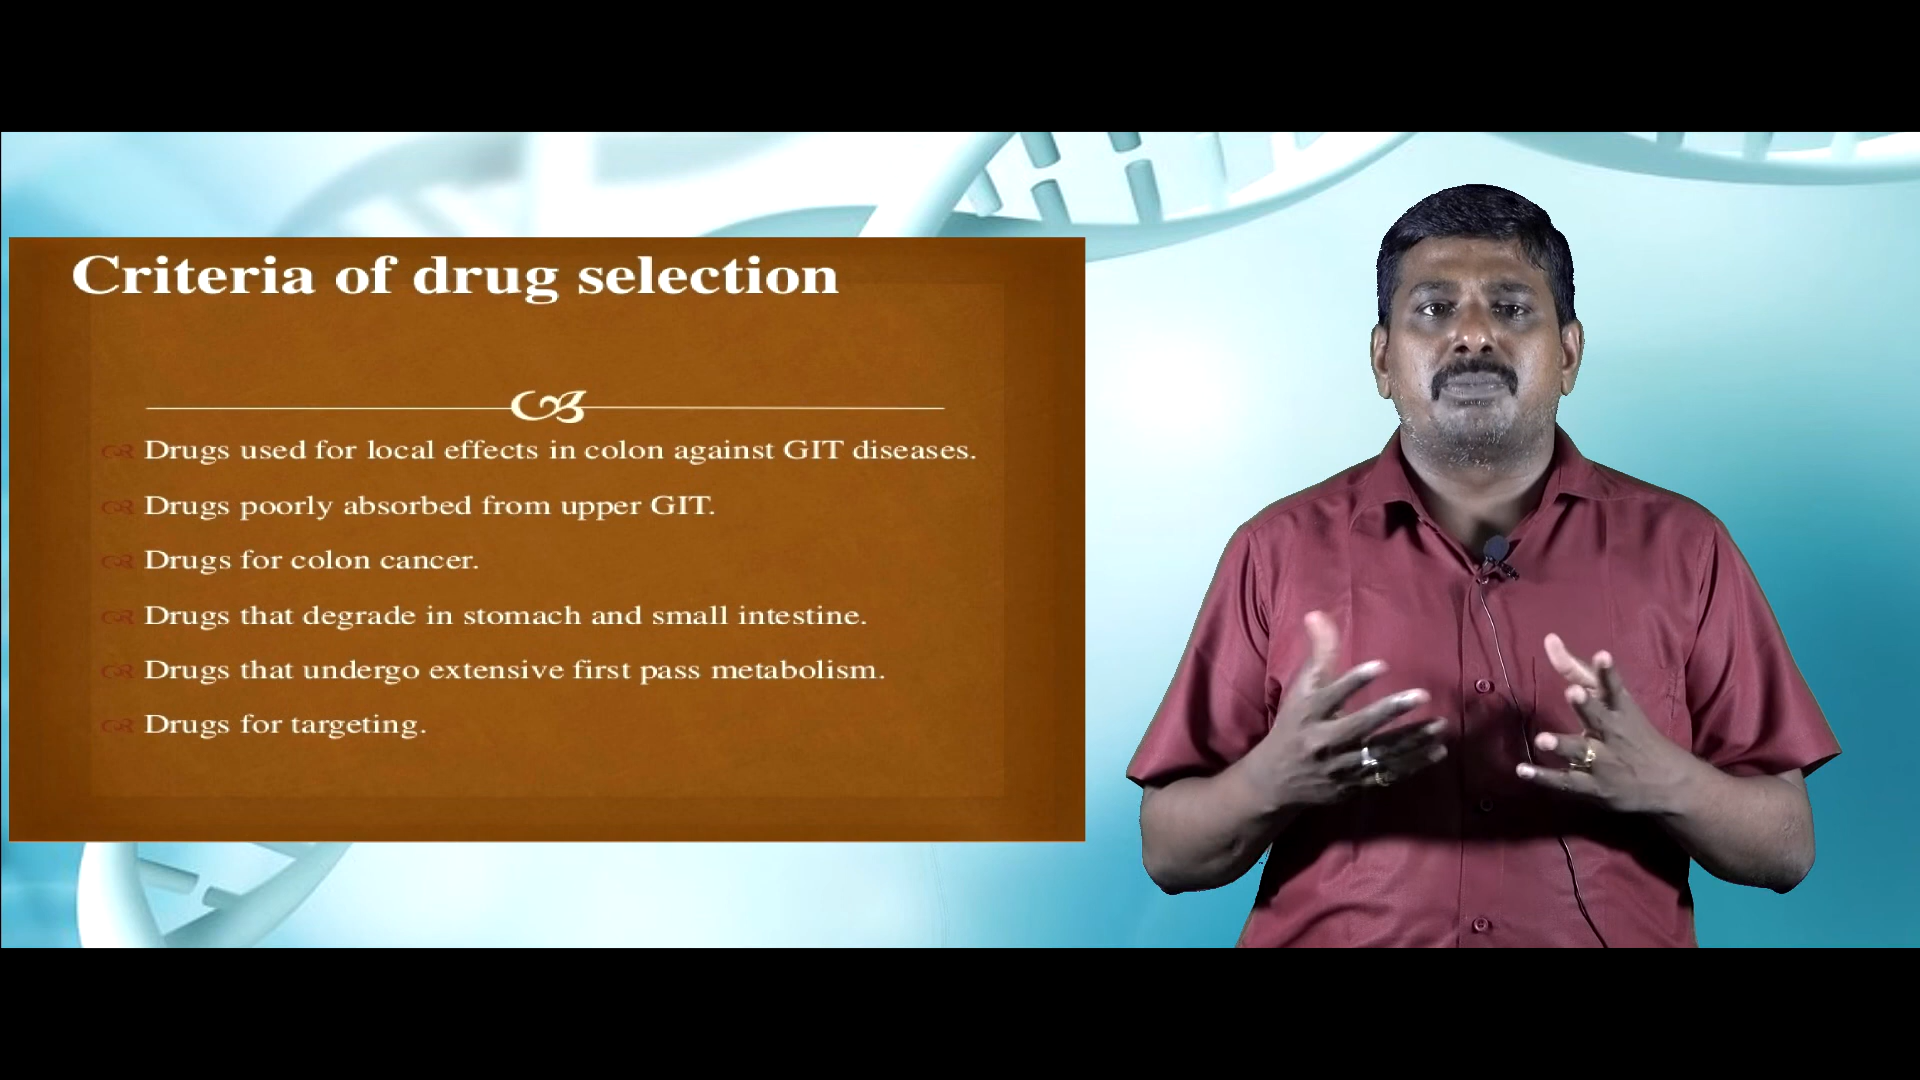 Criteria of drug selection
Drugs used for local effects in colon against GIT diseases.
Drugs poorly absorbed from upper GIT.
Drugs for colon cancer.
Drugs that degrade in stomach and small intestine.
Drugs that undergo extensive first pass metabolism.
Drugs for targeting.